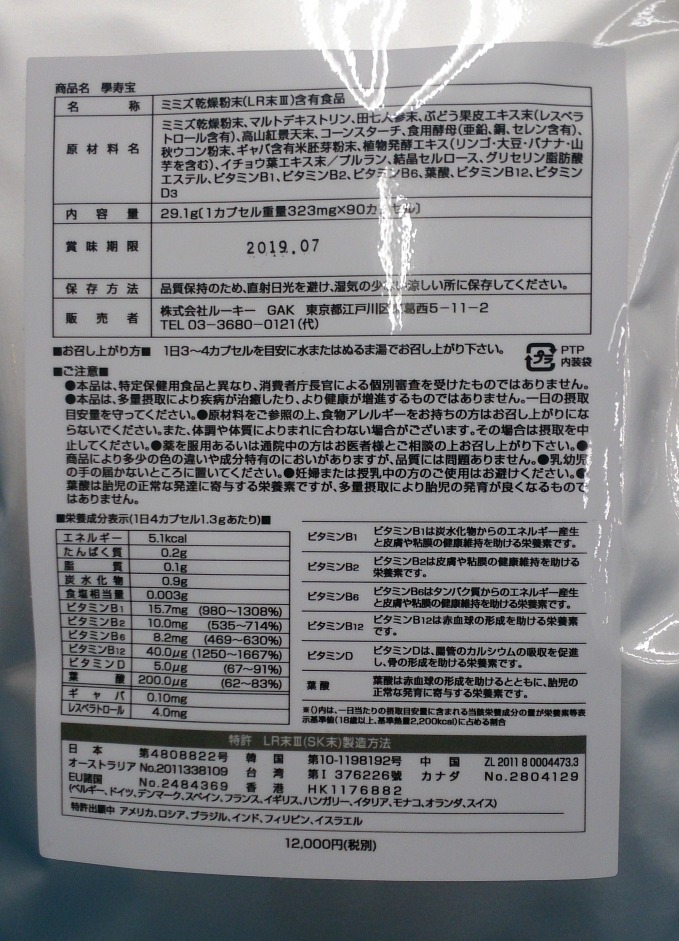 商品名 學寿宝
名称 ミミズ乾燥粉末(LR末Ⅲ)含有食品
原材料名 ミミズ乾燥粉末、マルトデキストリン、田七人参末、ぶどう果皮エキス末(レスベラ
トロール含有)、高山紅景天末、コーンスターチ、食用酵母(亜鉛、銅、セレン含有)、
秋ウコン粉末、ギャバ含有米胚芽粉末、植物発酵エキス(リンゴ・大豆・バナナ・山
芋を含む)、イチョウ葉エキス末／プルラン、結晶セルロース、グリセリン脂肪酸
エステル、ビタミンB1、ビタミンB2、ビタミンB6、葉酸、ビタミンB12、ビタミン
D3
内容量 29.1g(1カプセル重量323mg×90カ セル)
賞味期限 2019.07
保存方法 品質保持のため、直射日光を避け、湿気の少 涼しい所に保存してください。
販売者 株式会社ルーキー GAK 東京都江戸川区 葛西5－11－2
TEL 03－3680－0121(代)
■お召し上がり方■ 1日3～4カプセルを目安に水またはぬるま湯でお召し上がり下さい。
プラ PTP
内装袋
■ご注意■
●本品は、特定保健用食品と異なり、消費者庁長官による個別審査を受けたものではありません。
●本品は、多量摂取により疾病が治癒したり、より健康が増進するものではありません。一日の摂取
目安量を守ってください。●原材料をご参照の上、食物アレルギーをお持ちの方はお召し上がりにな
らないでください。また、体調や体質によりまれに合わない場合がございます。その場合は摂取を中
止してください。●薬を服用あるいは通院中の方はお医者様とご相談の上お召し上がり下さい。●
商品により多少の色の違いや成分特有のにおいがありますが、品質には問題ありません。●乳幼児
の手の届かないところに置いてください。●妊婦または授乳中の方のご使用はお避けください。●
葉酸は胎児の正常な発達に寄与する栄養素ですが、多量摂取により胎児の発育が良くなるもので
はありません。
■栄養成分表示(1日4カプセル1.3gあたり)■
エネルギー 5.1kcal
たんぱく質 0.2g
脂質 0.1g
炭水化物 0.9g
食塩相当量 0.003g
ビタミンB1 15.7mg (980～1308%)
ビタミンB2 10.0mg (535～714%)
ビタミンB6 8.2mg (469～630%)
ビタミンB12 40.0μg (1250～1667%)
ビタミンD 5.0μg (67～91%)
葉酸 200.0μg (62～83%)
ギャバ 0.10mg
レスベラトロール 4.0mg
ビタミンB1 ビタミンB1は炭水化物からのエネルギー産生
と皮膚や粘膜の健康維持を助ける栄養素です。
ビタミンB2 ビタミンB2は皮膚や粘膜の健康維持を助ける
栄養素です。
ビタミンB6 ビタミンB6はタンパク質からのエネルギー産生
と皮膚や粘膜の健康維持を助ける栄養素です。
ビタミンB12 ビタミンB12は赤血球の形成を助ける栄養素
です。
ビタミンD ビタミンDは、腸管のカルシウムの吸収を促進
し、骨の形成を助ける栄養素です。
葉酸 葉酸は赤血球の形成を助けるとともに、胎児の
正常な発育に寄与する栄養素です。
※()内は、一日当たりの摂取目安量に含まれる当該栄養成分の量が栄養素等表
示基準値(18歳以上、基準熱量2,200kcal)に占める割合
特許 LR末Ⅲ(SK末)製造方法
日本 第4808822号 韓国 第10-1198192号 中国 ZL 2011 8 0004473.3
オーストラリア No.2011338109 台湾 第I 376226號 カナダ No.2804129
EU諸国 No.2484369 香港 HK1176882
(ベルギー、ドイツ、デンマーク、スペイン、フランス、イギリス、ハンガリー、イタリア、モナコ、オランダ、スイス)
特許出願中 アメリカ、ロシア、ブラジル、インド、フィリピン、イスラエル
12,000円(税別)